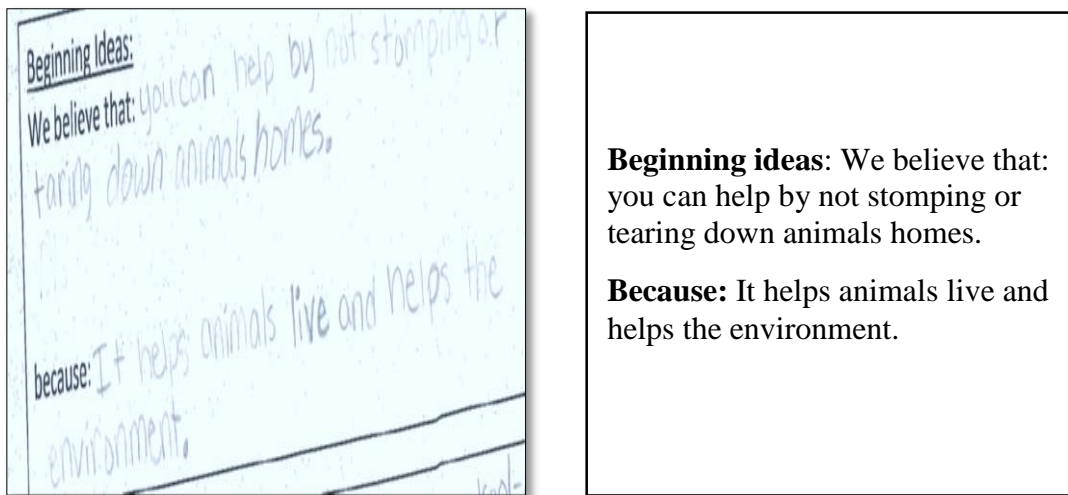 Beginning Ideas:
We believe that: you can help by not stomping or
taring down animals homes.
because: It helps animals live and helps the
environment.
Beginning ideas: We believe that:
you can help by not stomping or
tearing down animals homes.
Because: It helps animals live and
helps the environment.